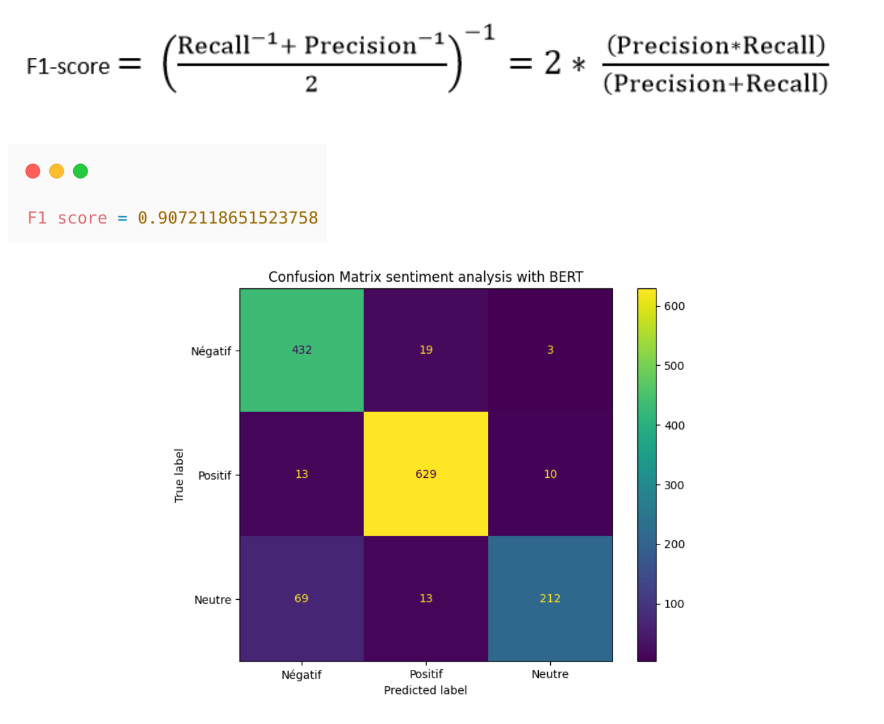 F1-score = ((Recall⁻¹ + Precision⁻¹) / 2)⁻¹ = 2 * (Precision*Recall) / (Precision+Recall)
F1 score = 0.9072118651523758
Confusion Matrix sentiment analysis with BERT
Négatif 432 19 3
Positif 13 629 10
Neutre 69 13 212
Négatif Positif Neutre
Predicted label
True label
600
500
400
300
200
100